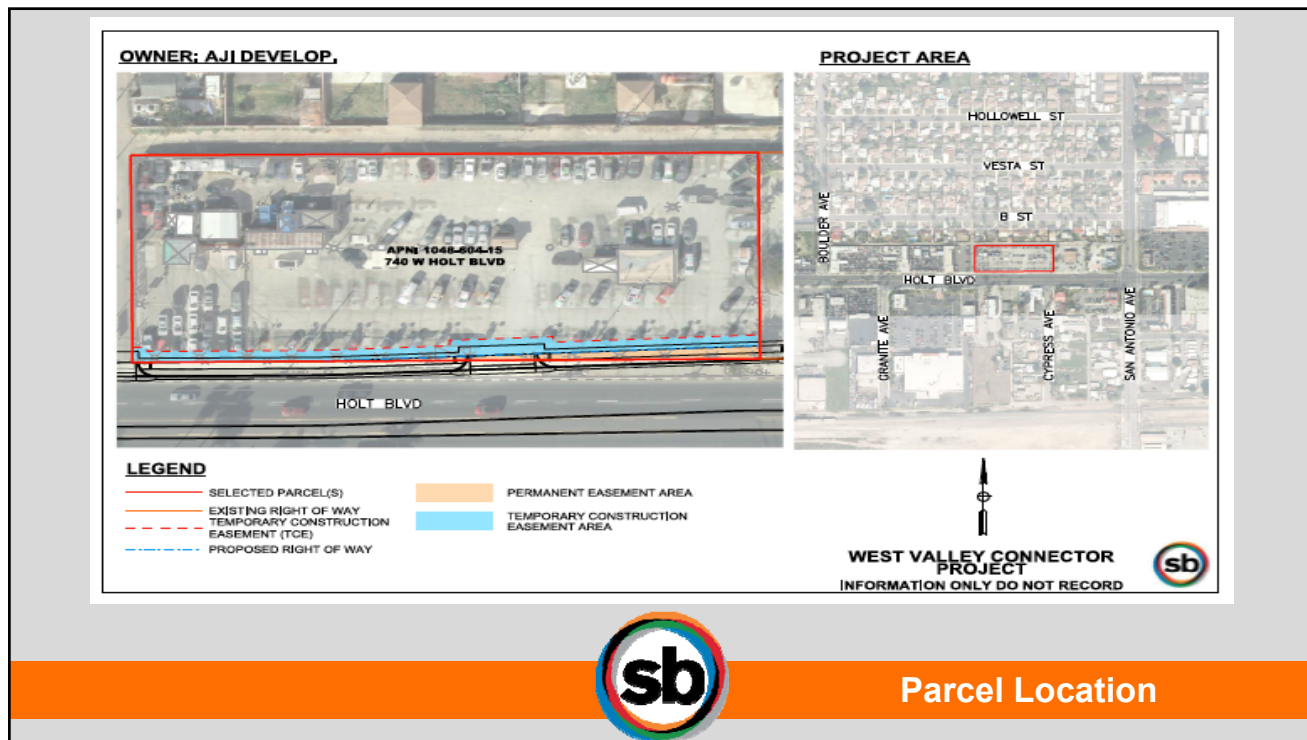 OWNER: AJI DEVELOP,
APN: 1048-604-15
740 W HOLT BLVD
HOLT BLVD
PROJECT AREA
HOLLOWELL ST
VESTA ST
B ST
BOULDER AVE
HOLT BLVD
GRANITE AVE
CYPRESS AVE
SAN ANTONIO AVE
LEGEND
SELECTED PARCEL(S)
EXISTING RIGHT OF WAY
TEMPORARY CONSTRUCTION
EASEMENT (TCE)
PROPOSED RIGHT OF WAY
PERMANENT EASEMENT AREA
TEMPORARY CONSTRUCTION
EASEMENT AREA
WEST VALLEY CONNECTOR
PROJECT
INFORMATION ONLY DO NOT RECORD
sb
sb
Parcel Location